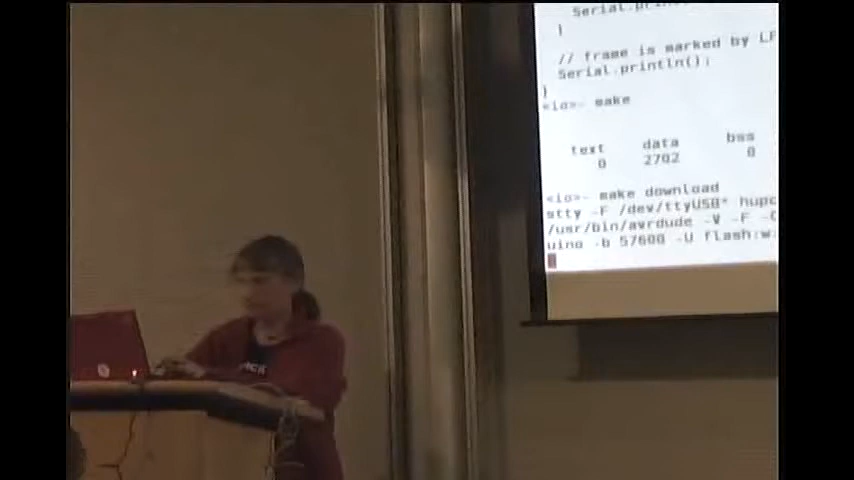 Serial.prin
}
// frame is marked by LF
Serial.println();
}
<io>- make
text data bss
0 2702 0
<io>- make download
stty -F /dev/ttyUSB* hupc
/usr/bin/avrdude -V -F -C
uino -b 57600 -U flash:w: